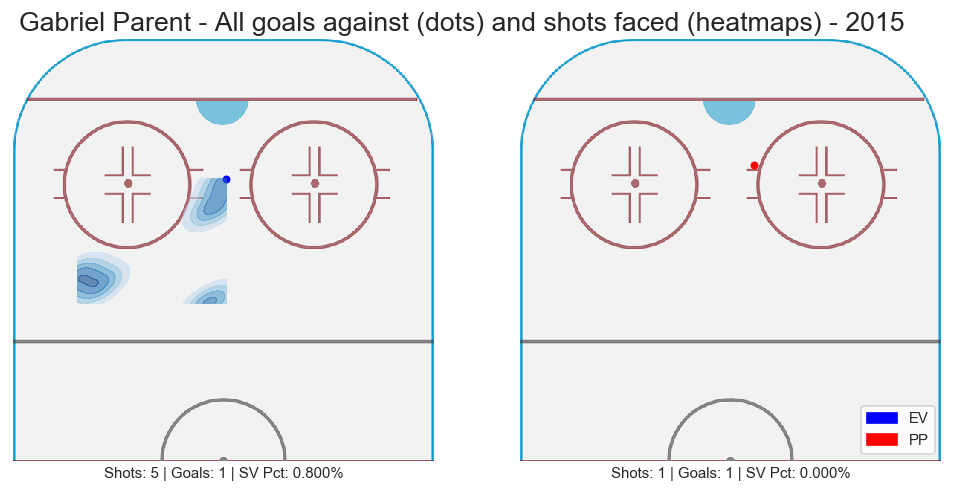 Gabriel Parent - All goals against (dots) and shots faced (heatmaps) - 2015
EV
PP
Shots: 5 | Goals: 1 | SV Pct: 0.800%
Shots: 1 | Goals: 1 | SV Pct: 0.000%